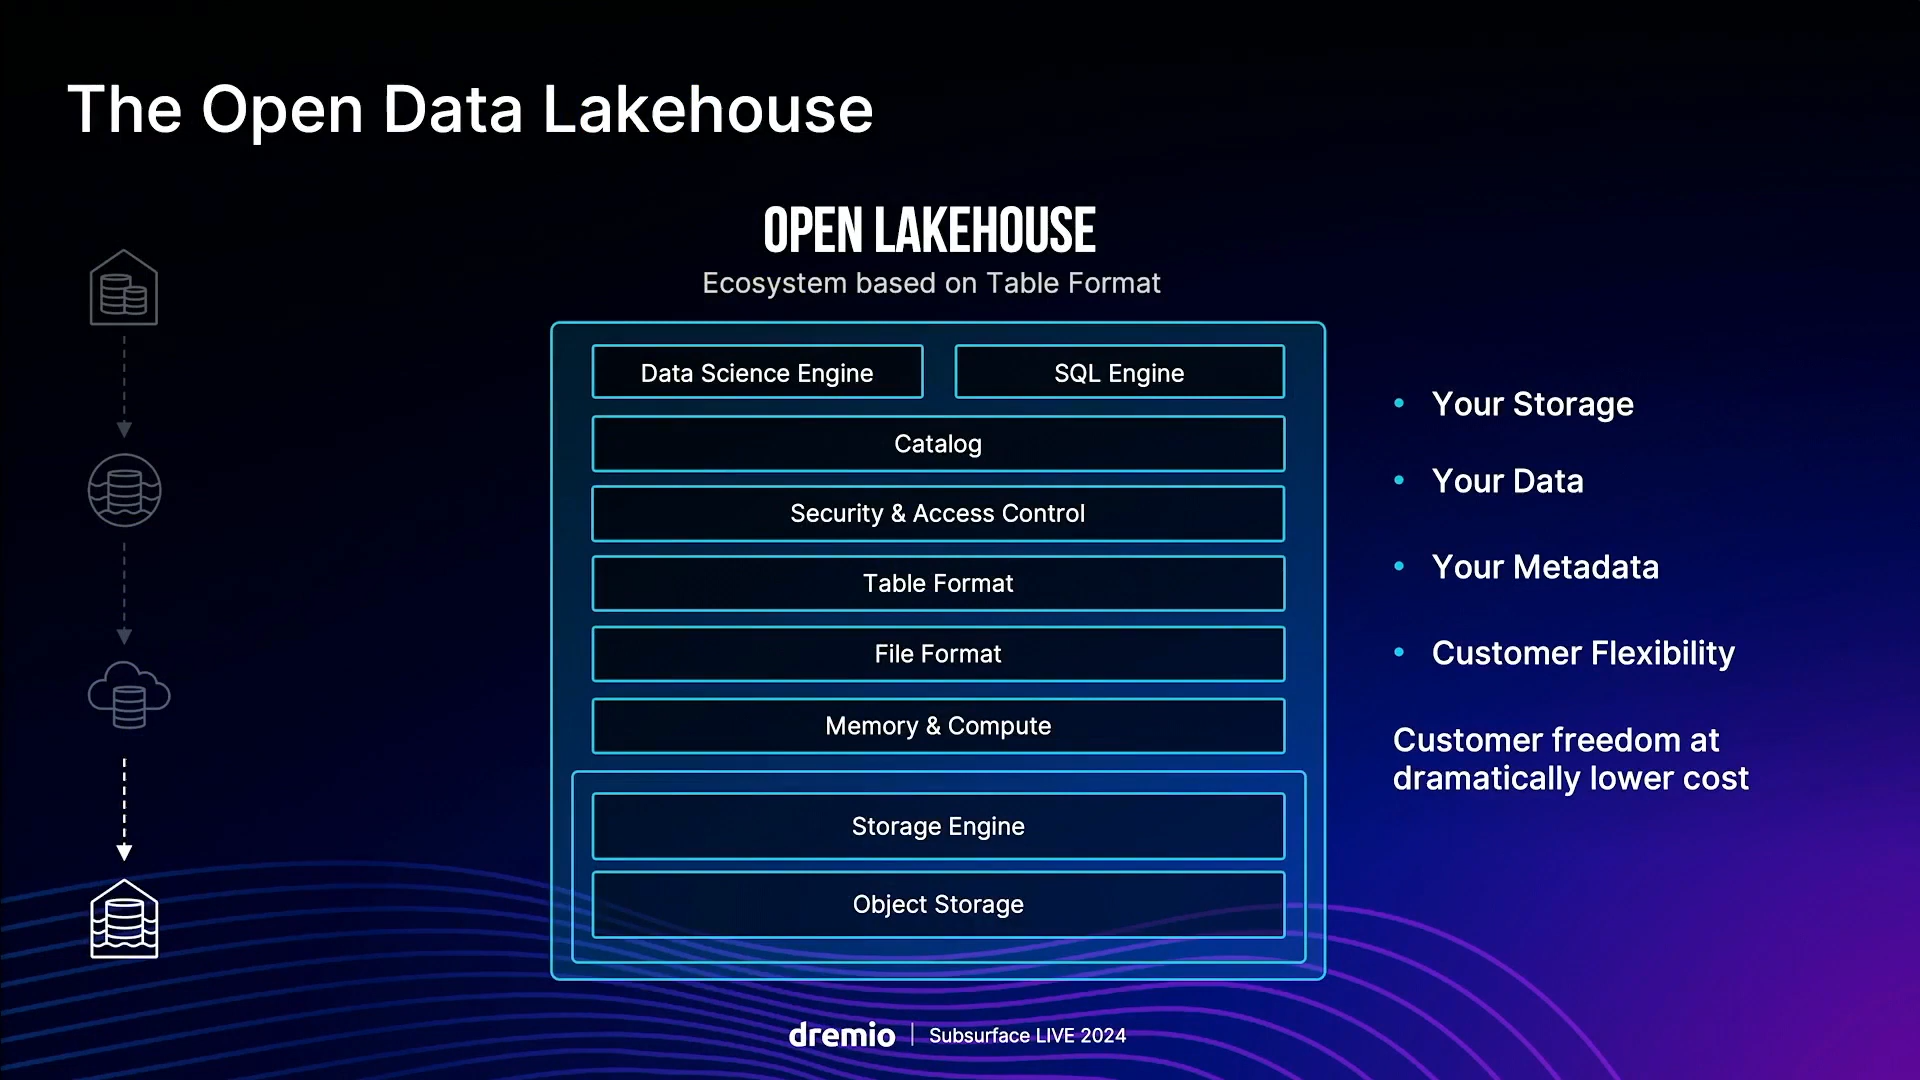 The Open Data Lakehouse
OPEN LAKEHOUSE
Ecosystem based on Table Format
Data Science Engine
SQL Engine
Catalog
Security & Access Control
Table Format
File Format
Memory & Compute
Storage Engine
Object Storage
• Your Storage
• Your Data
• Your Metadata
• Customer Flexibility
Customer freedom at
dramatically lower cost
dremio | Subsurface LIVE 2024